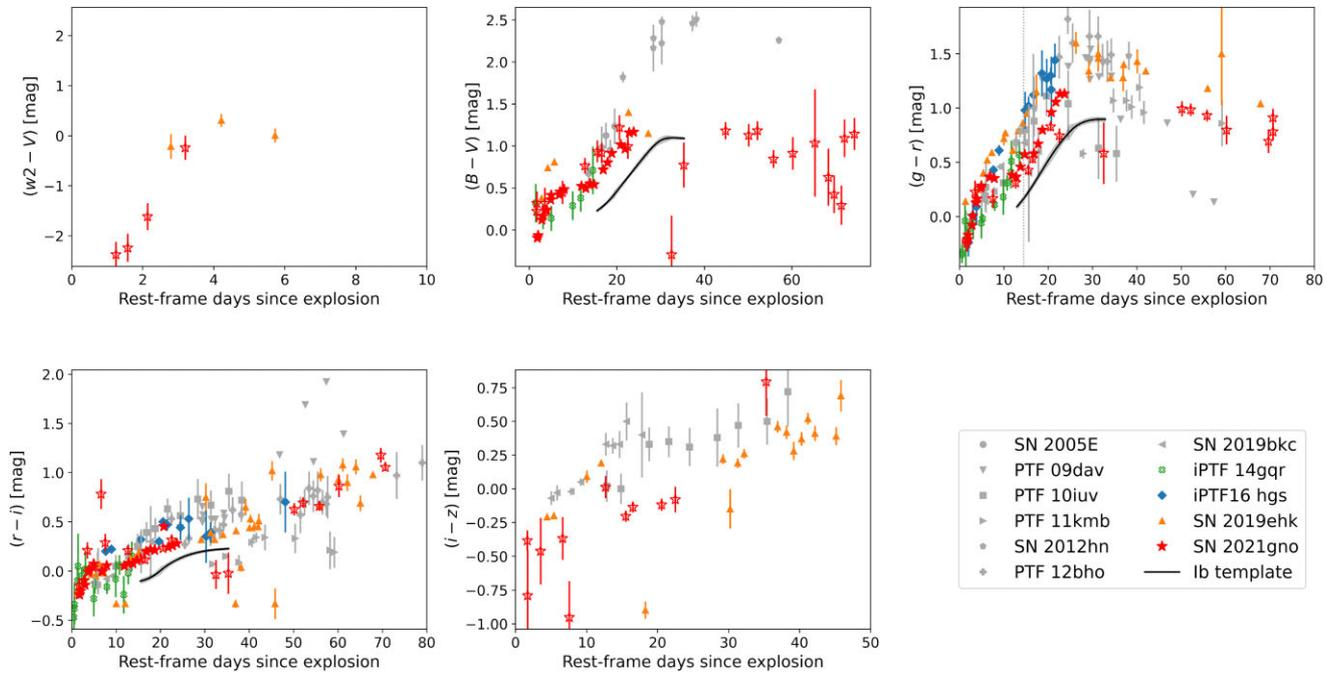 2
1
0
−1
−2
(w2 − V) [mag]
0 2 4 6 8 10
Rest-frame days since explosion
2.5
2.0
1.5
1.0
0.5
0.0
(B − V) [mag]
0 20 40 60
Rest-frame days since explosion
1.5
1.0
0.5
0.0
(g − r) [mag]
0 10 20 30 40 50 60 70 80
Rest-frame days since explosion
2.0
1.5
1.0
0.5
0.0
−0.5
(r − i) [mag]
0 10 20 30 40 50 60 70 80
Rest-frame days since explosion
0.75
0.50
0.25
0.00
−0.25
−0.50
−0.75
−1.00
(i − z) [mag]
0 10 20 30 40 50
Rest-frame days since explosion
SN 2005E
PTF 09dav
PTF 10iuv
PTF 11kmb
SN 2012hn
PTF 12bho
SN 2019bkc
iPTF 14gqr
iPTF16 hgs
SN 2019ehk
SN 2021gno
Ib template